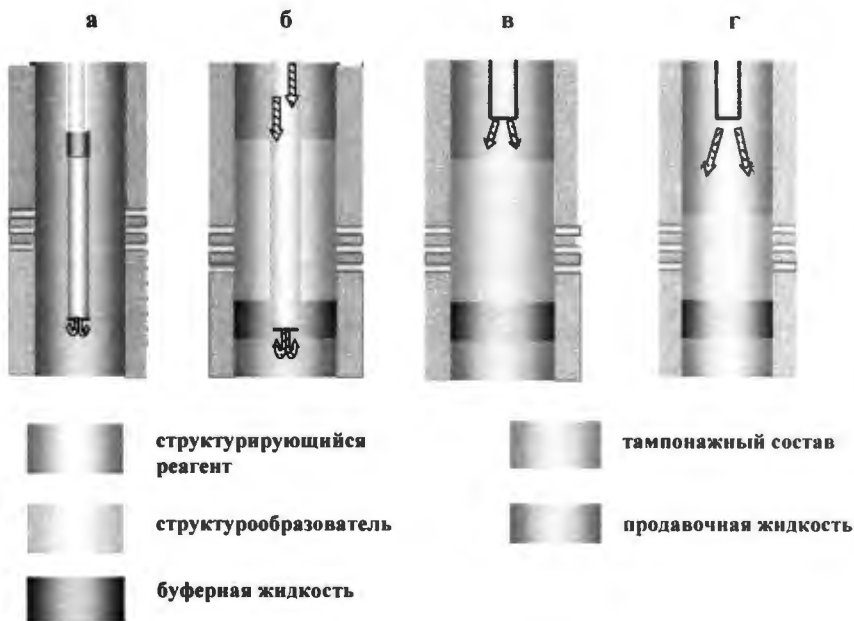 а б в г
структурирующийся
реагент
тампонажный состав
структурообразователь
продавочная жидкость
буферная жидкость